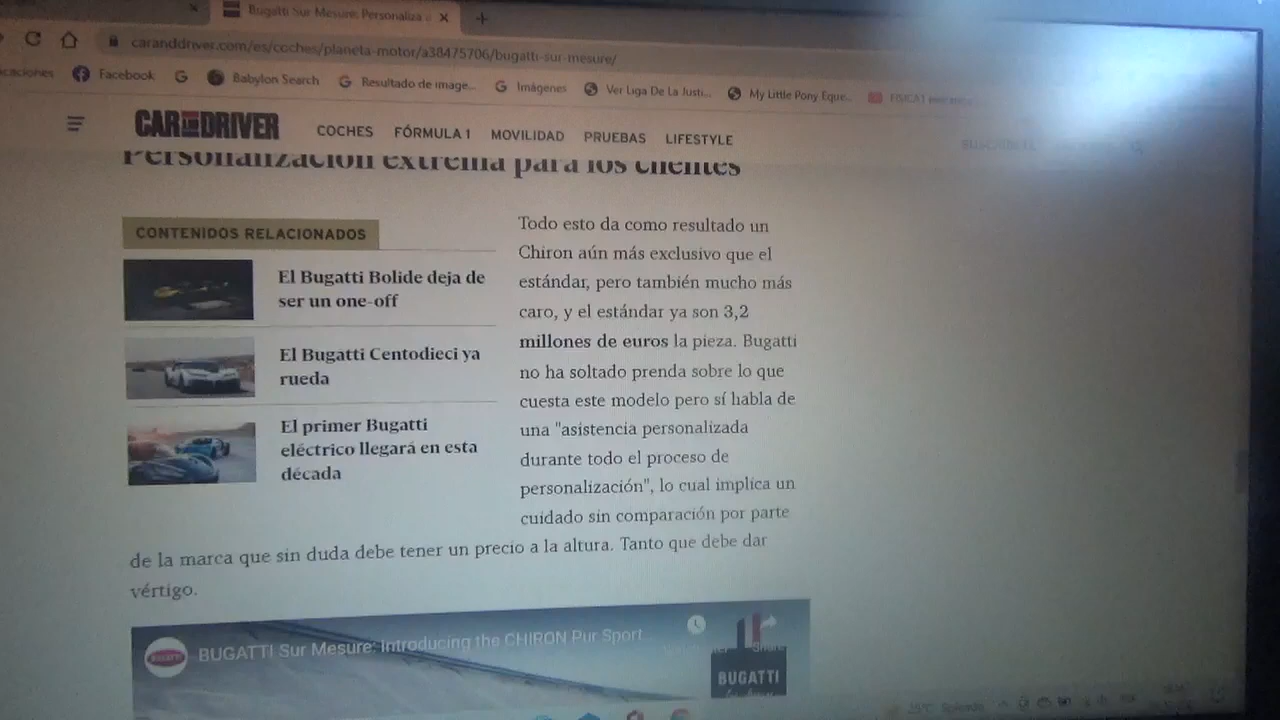 Bugatti Sur Mesure: Personaliza
caranddriver.com/es/coches/planeta-motor/a38475706/bugatti-sur-mesure/
Facebook
Babylon Search
Resultado de image...
Imágenes
Ver Liga De La Justi...
My Little Pony Eque...
CAR AND DRIVER
COCHES
FÓRMULA 1
MOVILIDAD
PRUEBAS
LIFESTYLE
Personalización extrema para los clientes
CONTENIDOS RELACIONADOS
El Bugatti Bolide deja de
ser un one-off
El Bugatti Centodieci ya
rueda
El primer Bugatti
eléctrico llegará en esta
década
Todo esto da como resultado un
Chiron aún más exclusivo que el
estándar, pero también mucho más
caro, y el estándar ya son 3,2
millones de euros la pieza. Bugatti
no ha soltado prenda sobre lo que
cuesta este modelo pero sí habla de
una "asistencia personalizada
durante todo el proceso de
personalización", lo cual implica un
cuidado sin comparación por parte
de la marca que sin duda debe tener un precio a la altura. Tanto que debe dar
vértigo.
BUGATTI Sur Mesure: Introducing the CHIRON Pur Sport...
Share
BUGATTI